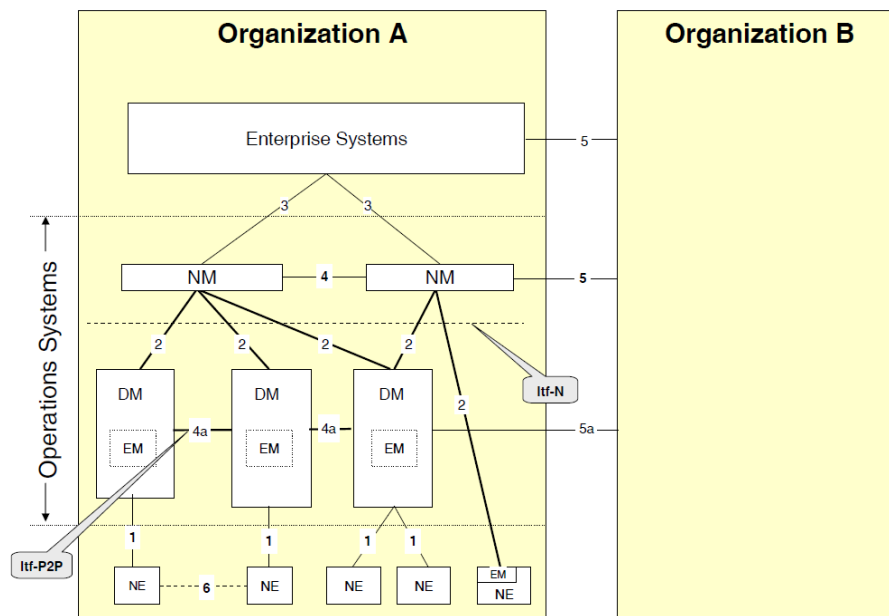 Organization A
Organization B
Enterprise Systems
5
3
3
Operations Systems
NM
4
NM
5
2
2
2
2
Itf-N
DM
DM
DM
2
4a
4a
5a
EM
EM
EM
1
1
1
1
Itf-P2P
NE
6
NE
NE
NE
EM
NE